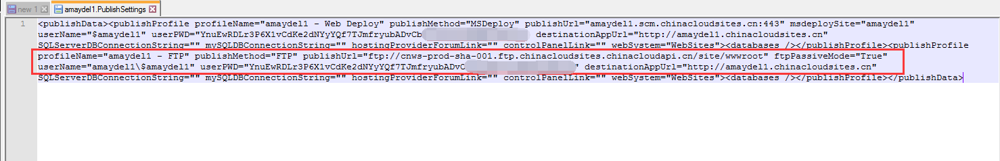 new 1
amaydel1.PublishSettings
1
<publishData><publishProfile profileName="amaydel1 - Web Deploy" publishMethod="MSDeploy" publishUrl="amaydel1.scm.chinacloudsites.cn:443" msdeploySite="amaydel1"
userName="$amaydel1" userPWD="YnuEwRDLr3P6X1vCdKe2dNYyYQf7TJmfryubADvCb destinationAppUrl="http://amaydel1.chinacloudsites.cn"
SQLServerDBConnectionString="" mySQLDBConnectionString="" hostingProviderForumLink="" controlPanelLink="" webSystem="WebSites"><databases /></publishProfile><publishProfile
profileName="amaydel1 - FTP" publishMethod="FTP" publishUrl="ftp://cnws-prod-sha-001.ftp.chinacloudsites.chinacloudapi.cn/site/wwwroot" ftpPassiveMode="True"
userName="amaydel1\$amaydel1" userPWD="YnuEwRDLr3P6X1vCdKe2dNYyYQf7TJmfryubADvC " destinationAppUrl="http://amaydel1.chinacloudsites.cn"
SQLServerDBConnectionString="" mySQLDBConnectionString="" hostingProviderForumLink="" controlPanelLink="" webSystem="WebSites"><databases /></publishProfile></publishData>